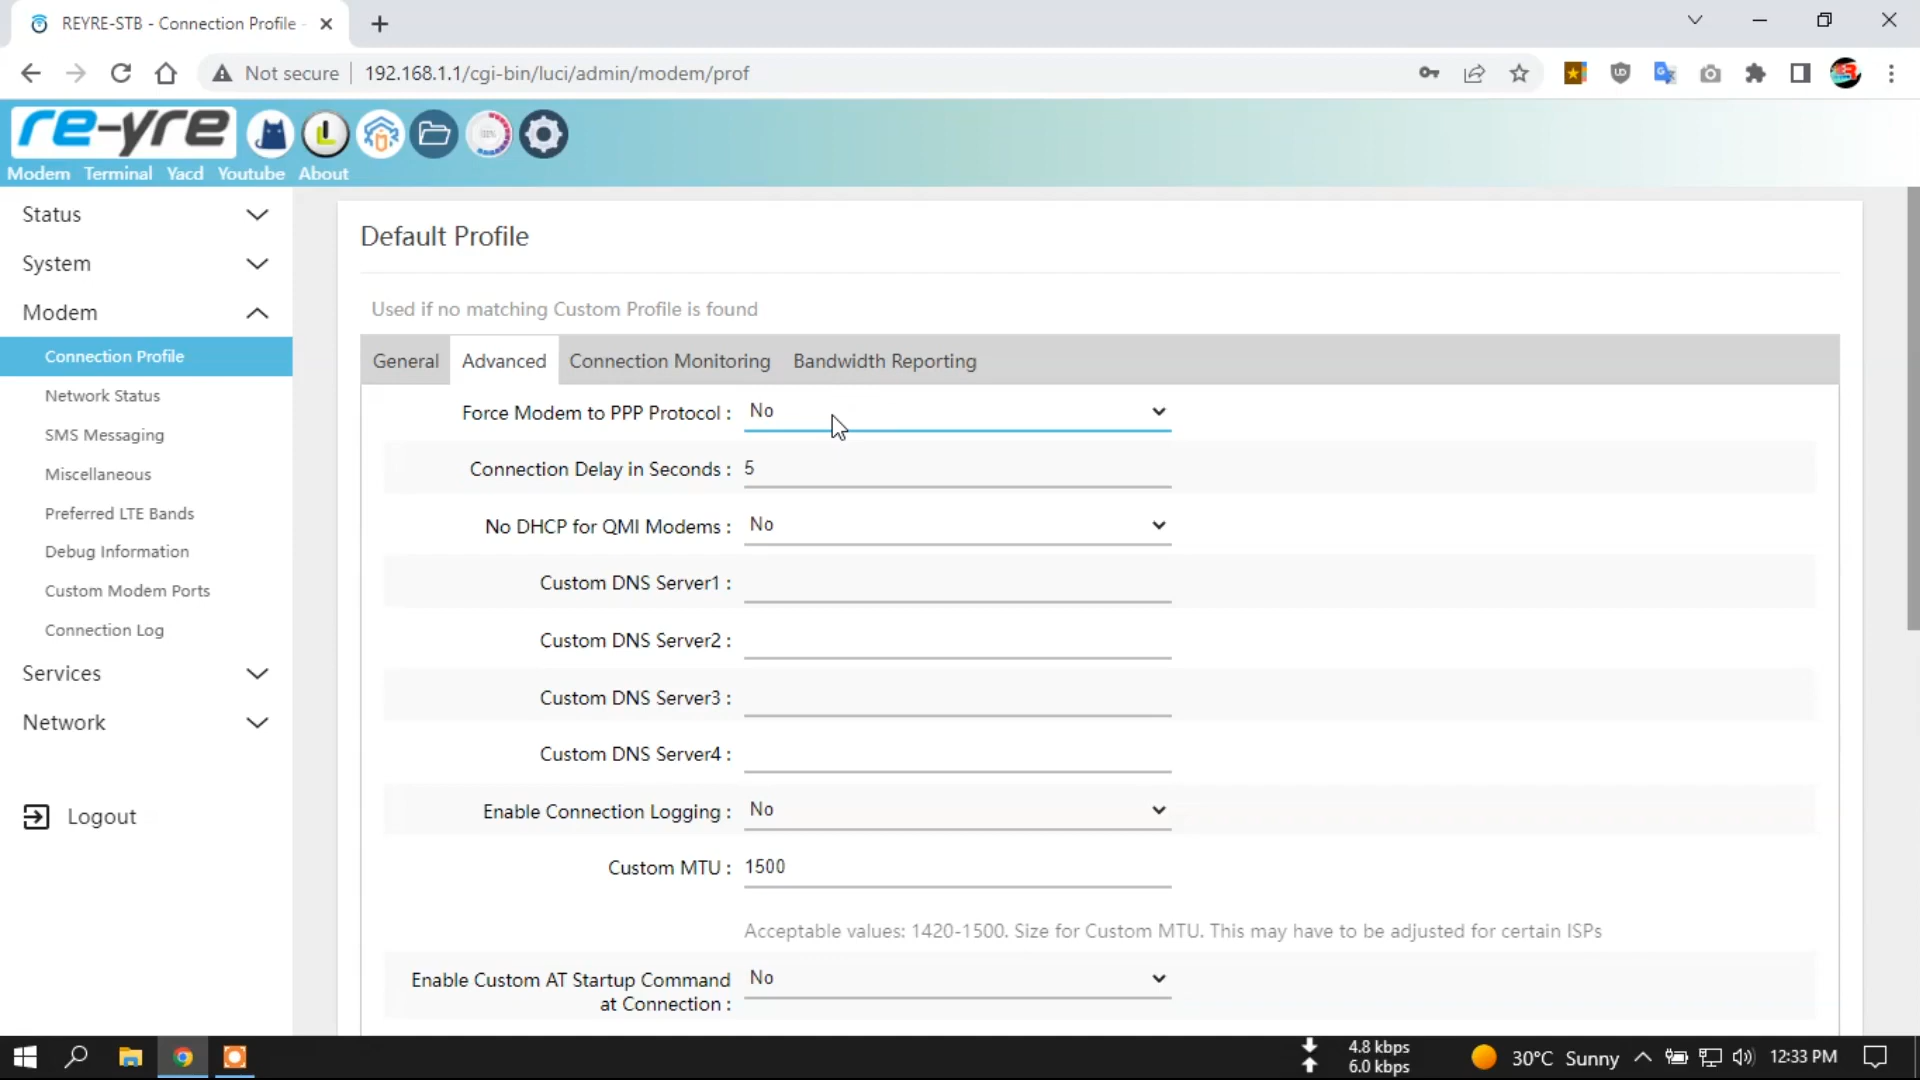 REYRE-STB - Connection Profile -
Not secure
192.168.1.1/cgi-bin/luci/admin/modem/prof
re-yre
Modem Terminal Yacd Youtube About
Status
System
Modem
Connection Profile
Network Status
SMS Messaging
Miscellaneous
Preferred LTE Bands
Debug Information
Custom Modem Ports
Connection Log
Services
Network
Logout
Default Profile
Used if no matching Custom Profile is found
General Advanced Connection Monitoring Bandwidth Reporting
Force Modem to PPP Protocol : No
Connection Delay in Seconds : 5
No DHCP for QMI Modems : No
Custom DNS Server1 :
Custom DNS Server2 :
Custom DNS Server3 :
Custom DNS Server4 :
Enable Connection Logging : No
Custom MTU : 1500
Acceptable values: 1420-1500. Size for Custom MTU. This may have to be adjusted for certain ISPs
Enable Custom AT Startup Command No
at Connection :
4.8 kbps
6.0 kbps
30°C Sunny
12:33 PM